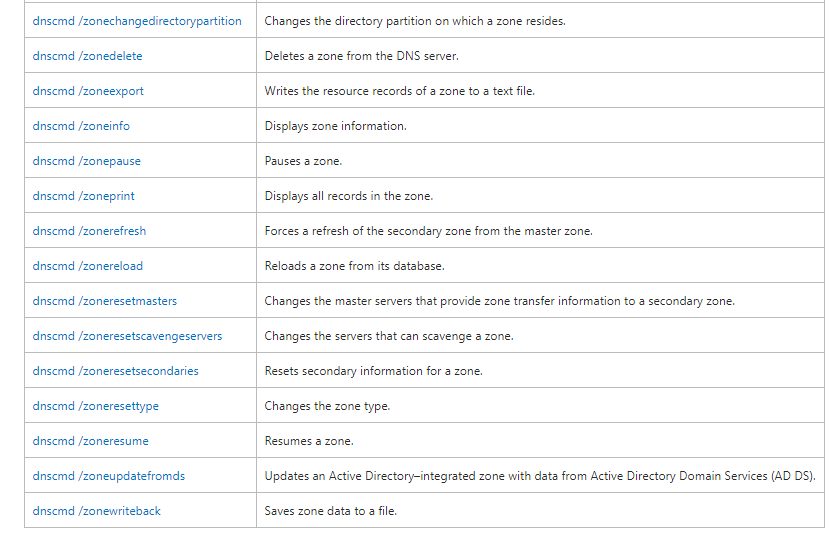 dnscmd /zonechangedirectorypartition Changes the directory partition on which a zone resides.
dnscmd /zonedelete Deletes a zone from the DNS server.
dnscmd /zoneexport Writes the resource records of a zone to a text file.
dnscmd /zoneinfo Displays zone information.
dnscmd /zonepause Pauses a zone.
dnscmd /zoneprint Displays all records in the zone.
dnscmd /zonerefresh Forces a refresh of the secondary zone from the master zone.
dnscmd /zonereload Reloads a zone from its database.
dnscmd /zoneresetmasters Changes the master servers that provide zone transfer information to a secondary zone.
dnscmd /zoneresetscavengeservers Changes the servers that can scavenge a zone.
dnscmd /zoneresetsecondaries Resets secondary information for a zone.
dnscmd /zoneresettype Changes the zone type.
dnscmd /zoneresume Resumes a zone.
dnscmd /zoneupdatefromds Updates an Active Directory–integrated zone with data from Active Directory Domain Services (AD DS).
dnscmd /zonewriteback Saves zone data to a file.